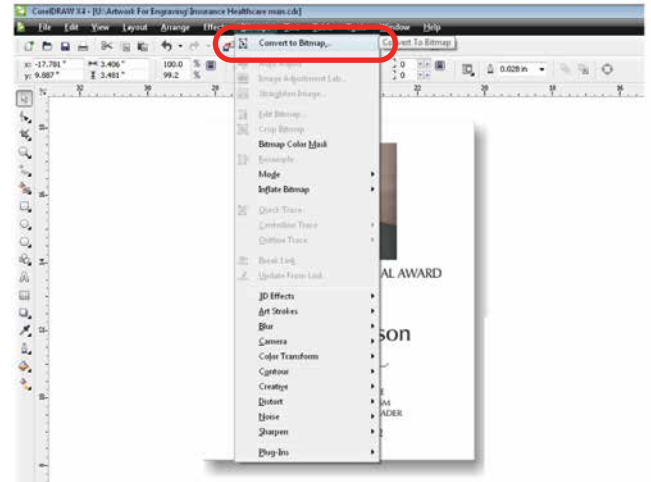 CorelDRAW X4 - [U:\Artwork For Engraving\Insurance Healthcare man.cdr]
File Edit View Layout Arrange Effects Window Help
Convert to Bitmap...
Convert To Bitmap
x: -17.781 "
y: 9.887 "
3.406 "
3.481 "
100.0 %
99.2 %
.0
.0
0.028 in
Image Adjustment Lab...
Straighten Image...
Edit Bitmap...
Crop Bitmap
Bitmap Color Mask
Resample...
Mode
Inflate Bitmap
Quick Trace
Centerline Trace
Outline Trace
Break Link
Update From Link
3D Effects
Art Strokes
Blur
Camera
Color Transform
Contour
Creative
Distort
Noise
Sharpen
Plug-Ins
AL AWARD
son
ADER